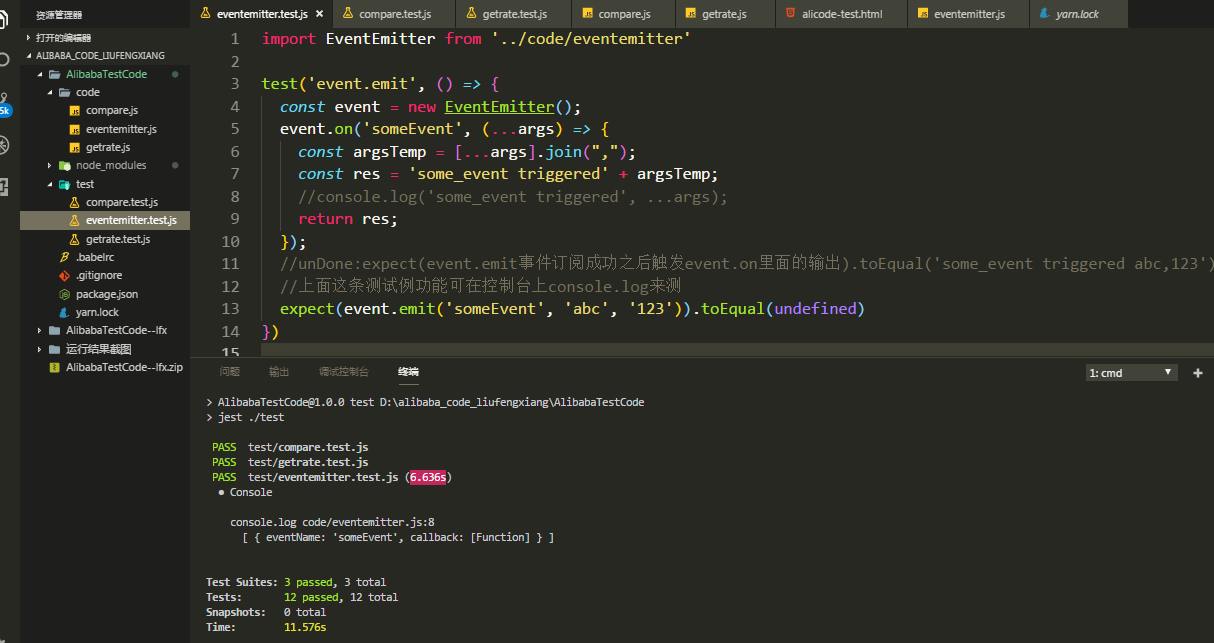 资源管理器
打开的编辑器
ALIBABA_CODE_LIUFENGXIANG
AlibabaTestCode
code
compare.js
eventemitter.js
getrate.js
node_modules
test
compare.test.js
eventemitter.test.js
getrate.test.js
.babelrc
.gitignore
package.json
yarn.lock
AlibabaTestCode--lfx
运行结果截图
AlibabaTestCode--lfx.zip
5k
eventemitter.test.js × compare.test.js getrate.test.js compare.js getrate.js alicode-test.html eventemitter.js yarn.lock
1 import EventEmitter from '../code/eventemitter'
2
3 test('event.emit', () => {
4 const event = new EventEmitter();
5 event.on('someEvent', (...args) => {
6 const argsTemp = [...args].join(",");
7 const res = 'some_event triggered' + argsTemp;
8 //console.log('some_event triggered', ...args);
9 return res;
10 });
11 //unDone:expect(event.emit事件订阅成功之后触发event.on里面的输出).toEqual('some_event triggered abc,123')
12 //上面这条测试例功能可在控制台上console.log来测
13 expect(event.emit('someEvent', 'abc', '123')).toEqual(undefined)
14 })
15
问题 输出 调试控制台 终端 1: cmd
> AlibabaTestCode@1.0.0 test D:\alibaba_code_liufengxiang\AlibabaTestCode
> jest ./test
PASS test/compare.test.js
PASS test/getrate.test.js
PASS test/eventemitter.test.js (6.636s)
● Console
console.log code/eventemitter.js:8
[ { eventName: 'someEvent', callback: [Function] } ]
Test Suites: 3 passed, 3 total
Tests: 12 passed, 12 total
Snapshots: 0 total
Time: 11.576s